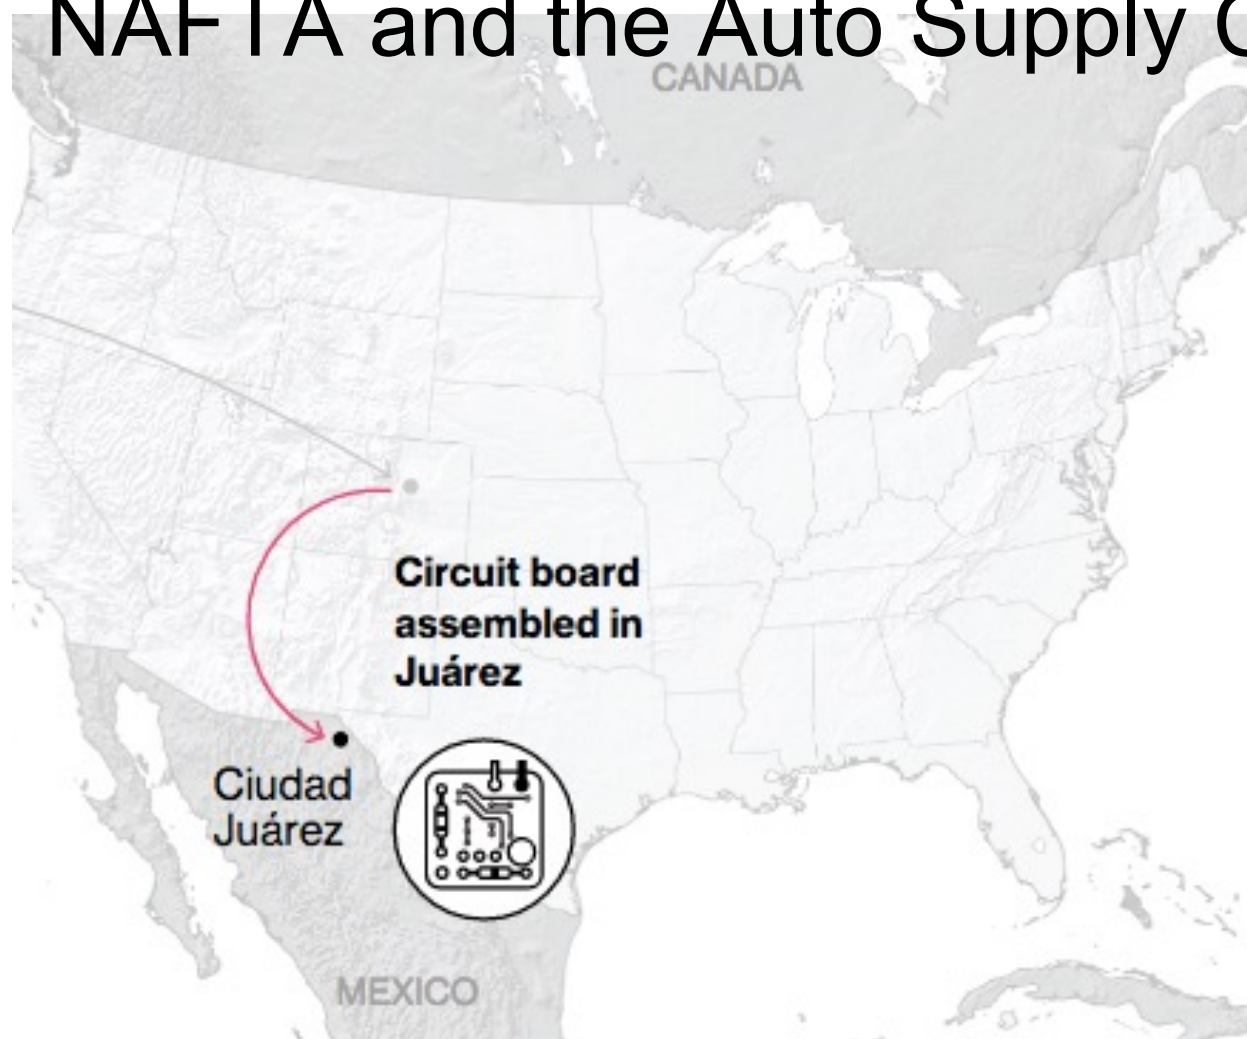 NAFTA and the Auto Supply
CANADA
Circuit board
assembled in
Juárez
Ciudad
Juárez
MEXICO